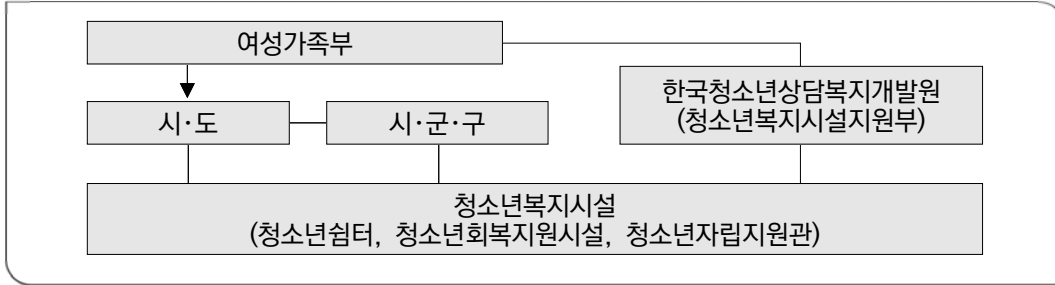 여성가족부
한국청소년상담복지개발원
(청소년복지시설지원부)
시·도
시·군·구
청소년복지시설
(청소년쉼터, 청소년회복지원시설, 청소년자립지원관)